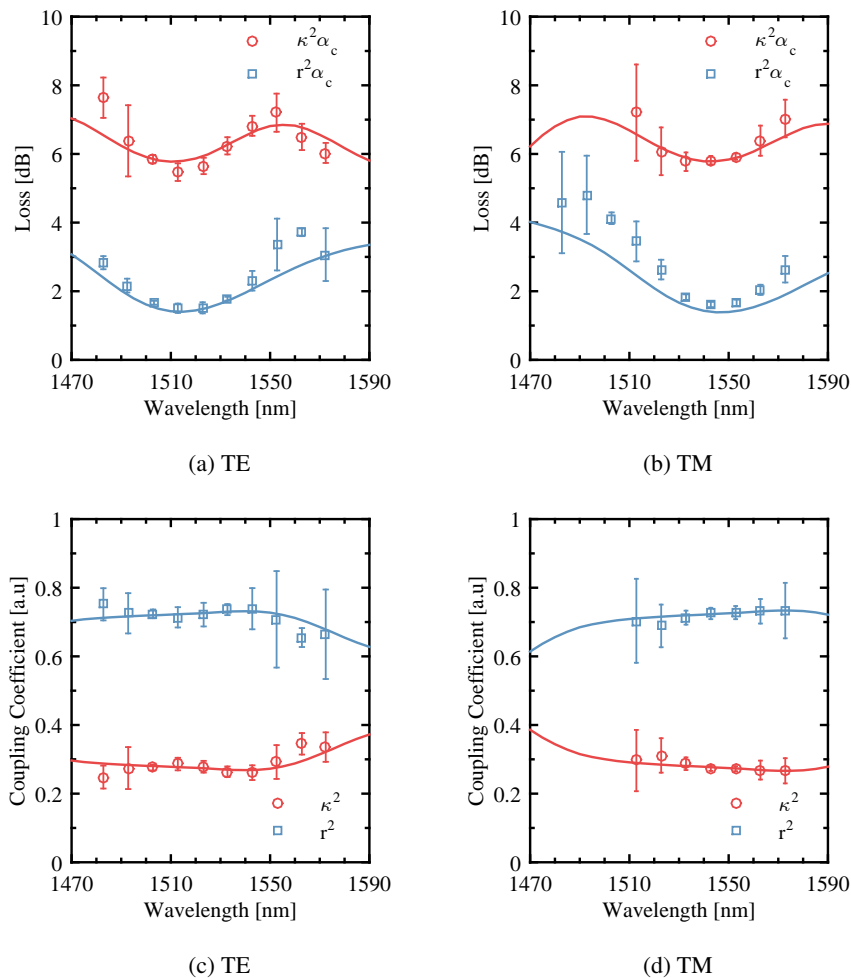 κ²α_c
r²α_c
Loss [dB]
10
8
6
4
2
0
1470 1510 1550 1590
Wavelength [nm]
(a) TE
κ²α_c
r²α_c
Loss [dB]
10
8
6
4
2
0
1470 1510 1550 1590
Wavelength [nm]
(b) TM
Coupling Coefficient [a.u]
1
0.8
0.6
0.4
0.2
0
κ²
r²
1470 1510 1550 1590
Wavelength [nm]
(c) TE
Coupling Coefficient [a.u]
1
0.8
0.6
0.4
0.2
0
κ²
r²
1470 1510 1550 1590
Wavelength [nm]
(d) TM